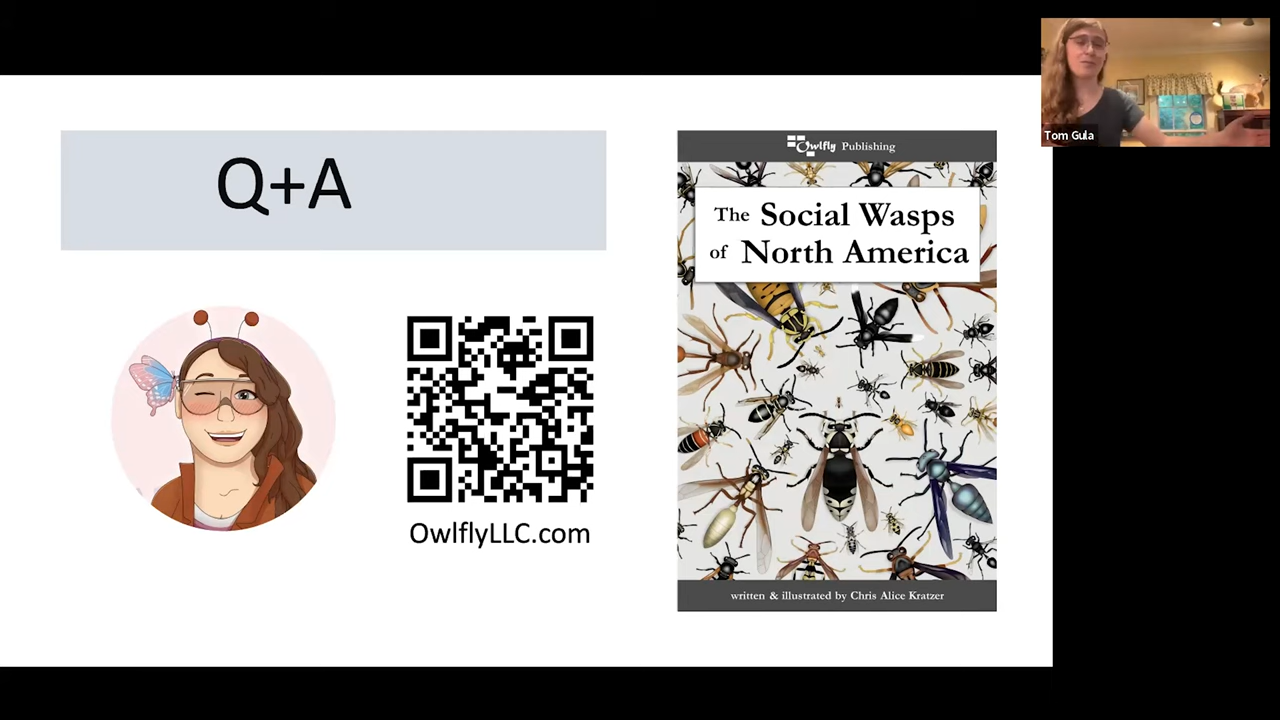 Q+A
OwlflyLLC.com
Owlfly Publishing
The Social Wasps
of North America
written & illustrated by Chris Alice Kratzer
Tom Gula